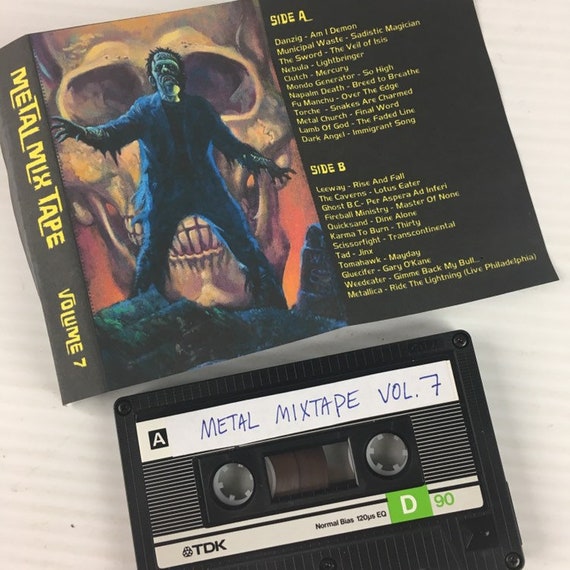 METAL MIX TAPE VOLUME 7
SIDE A
Danzig - Am I Demon
Municipal Waste - Sadistic Magician
The Sword - The Veil of Isis
Nebula - Lightbringer
Clutch - Mercury
Mondo Generator - So High
Napalm Death - Breed to Breathe
Fu Manchu - Over The Edge
Torche - Snakes Are Charmed
Metal Church - Final Word
Lamb Of God - The Faded Line
Dark Angel - Immigrant Song
SIDE B
Leeway - Rise And Fall
The Caverns - Lotus Eater
Ghost B.C.- Per Aspera Ad Inferi
Fireball Ministry - Master Of None
Quicksand - Dine Alone
Karma To Burn - Thirty
Scissorfight - Transcontinental
Tad - Jinx
Tomahawk - Mayday
Gluecifer - Gary O'Kane
Weedeater - Gimme Back My Bull...
Metallica - Ride The Lightning (Live Philadelphia)
A METAL MIXTAPE VOL. 7
D 90
Normal Bias 120µs EQ
TDK